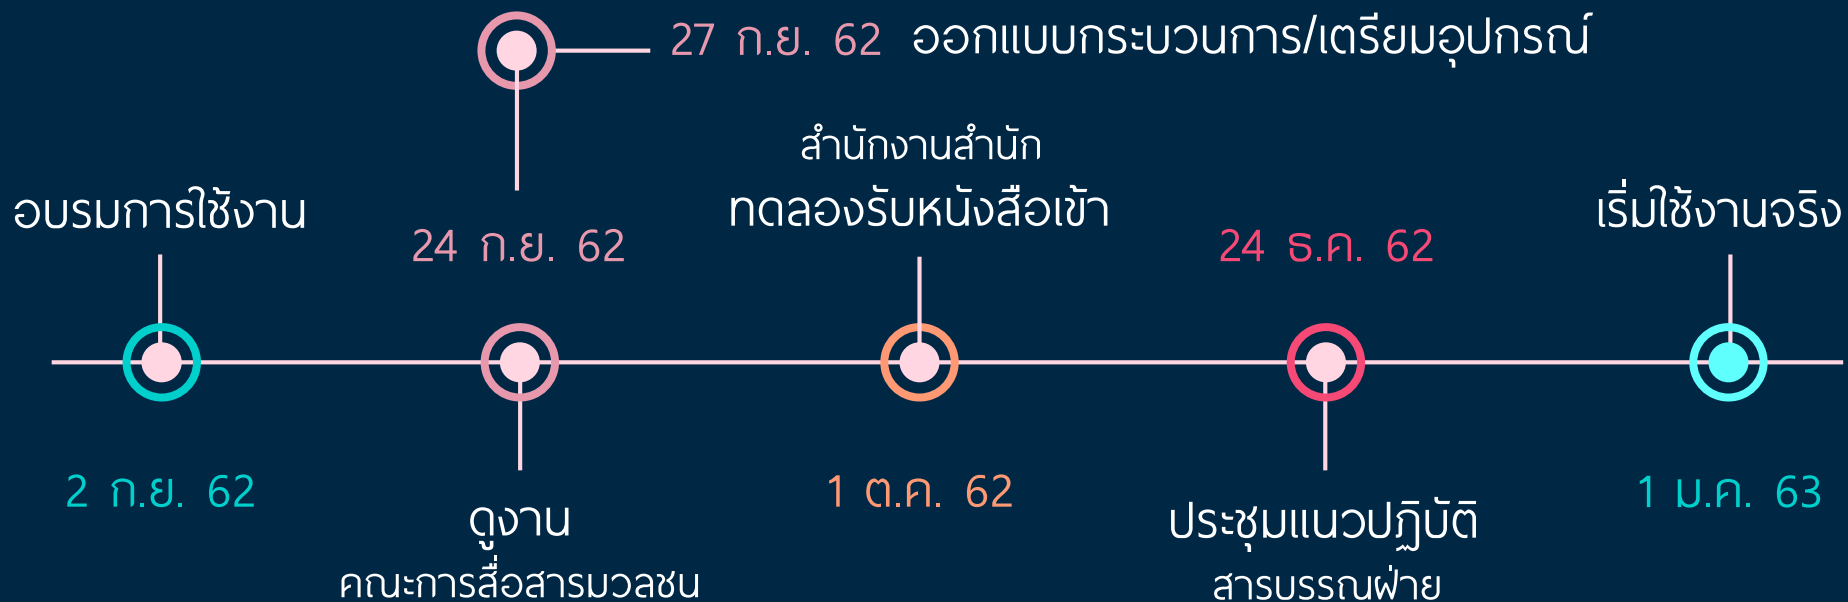 27 ก.ย. 62 ออกแบบกระบวนการ/เตรียมอุปกรณ์
สำนักงานสำนัก
อบรมการใช้งาน
ทดลองรับหนังสือเข้า
เริ่มใช้งานจริง
24 ก.ย. 62
24 ธ.ค. 62
2 ก.ย. 62
1 ต.ค. 62
1 ม.ค. 63
ดูงาน
ประชุมแนวปฏิบัติ
คณะการสื่อสารมวลชน
สารบรรณฝ่าย